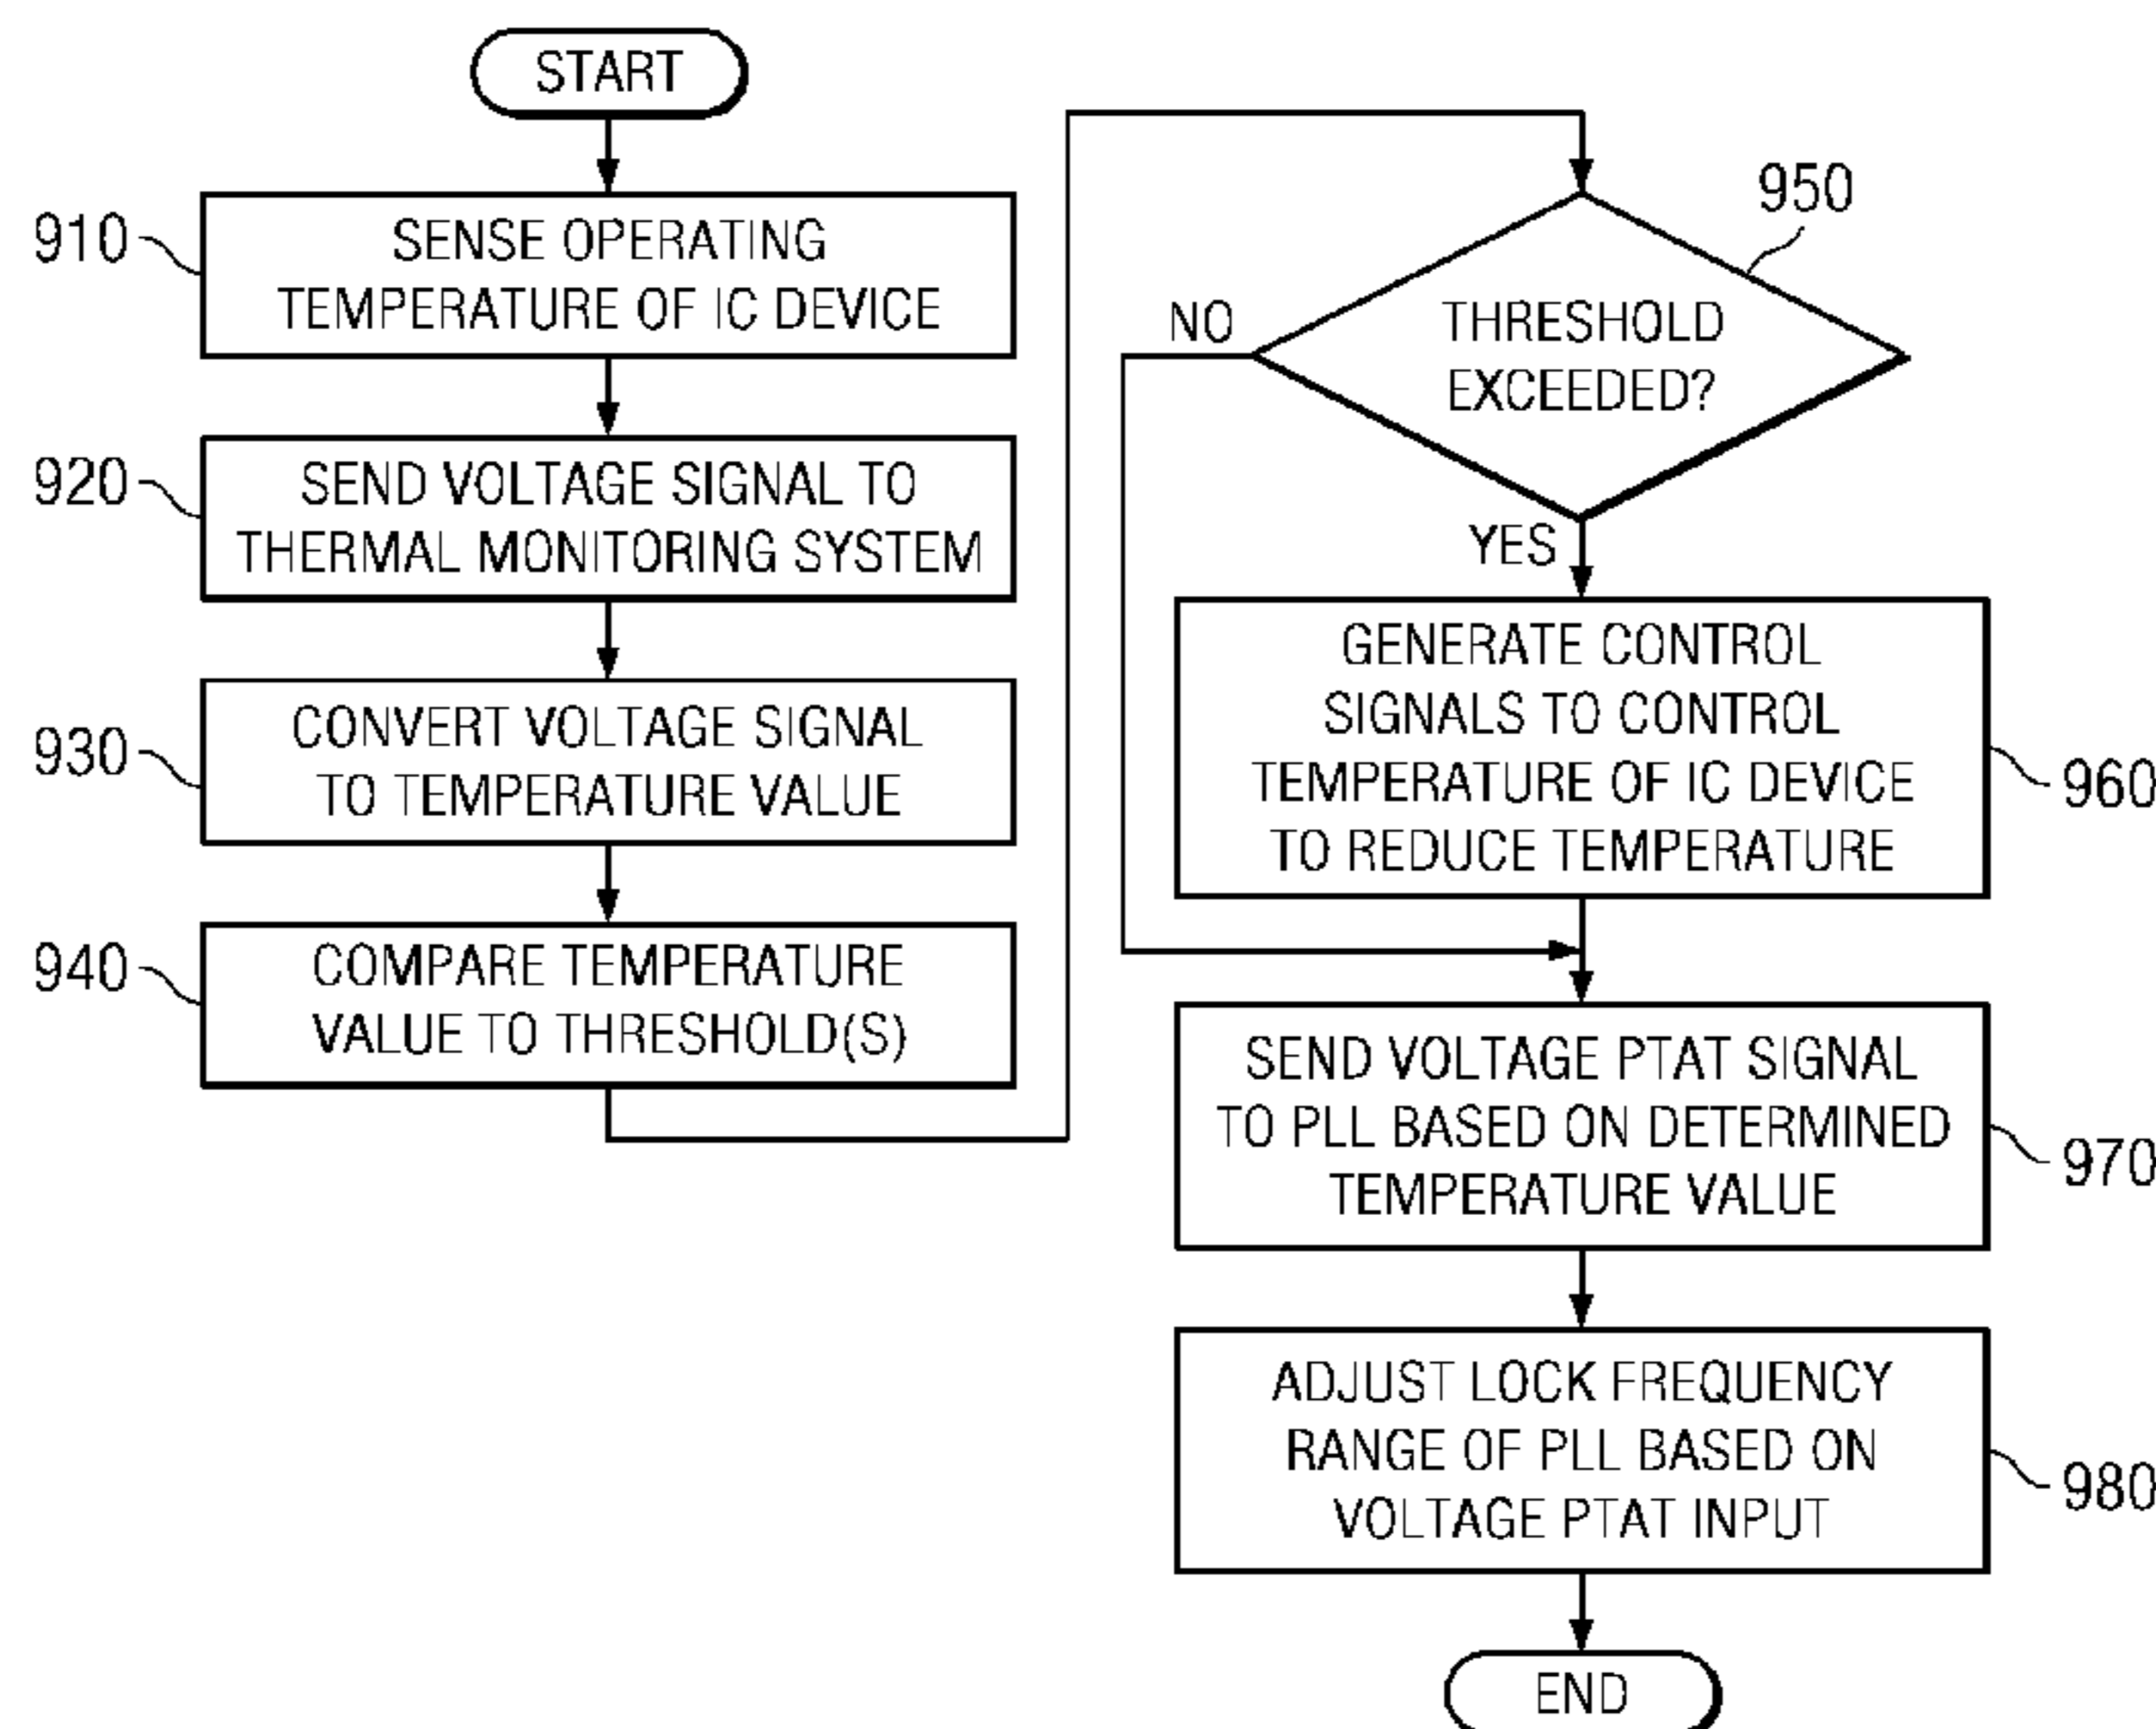 START
910
SENSE OPERATING
TEMPERATURE OF IC DEVICE
920
SEND VOLTAGE SIGNAL TO
THERMAL MONITORING SYSTEM
930
CONVERT VOLTAGE SIGNAL
TO TEMPERATURE VALUE
940
COMPARE TEMPERATURE
VALUE TO THRESHOLD(S)
950
THRESHOLD
EXCEEDED?
NO
YES
GENERATE CONTROL
SIGNALS TO CONTROL
TEMPERATURE OF IC DEVICE
TO REDUCE TEMPERATURE
960
SEND VOLTAGE PTAT SIGNAL
TO PLL BASED ON DETERMINED
TEMPERATURE VALUE
970
ADJUST LOCK FREQUENCY
RANGE OF PLL BASED ON
VOLTAGE PTAT INPUT
980
END